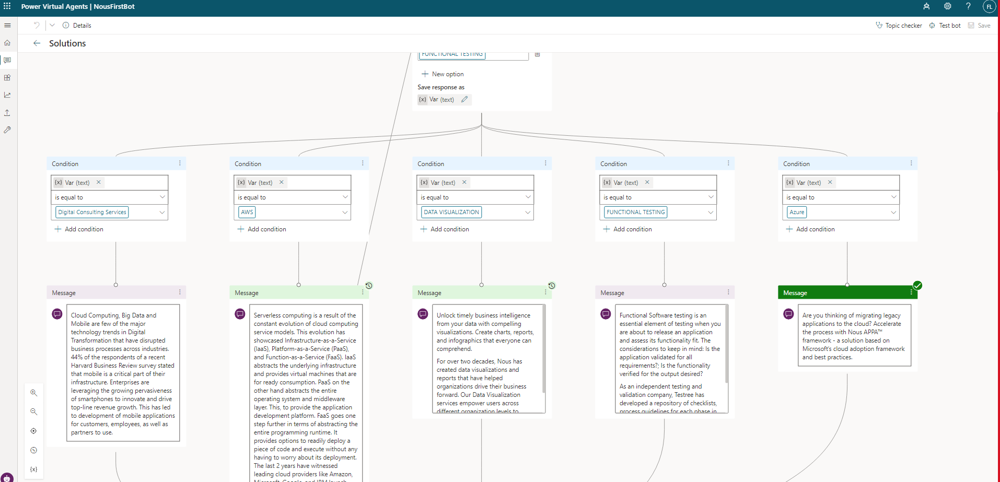 Power Virtual Agents | NousFirstBot
FL
Details
Topic checker
Test bot
Save
Solutions
FUNCTIONAL TESTING
New option
Save response as
{x} Var (text)
Condition
{x} Var (text)
is equal to
Digital Consulting Services
Add condition
Condition
{x} Var (text)
is equal to
AWS
Add condition
Condition
{x} Var (text)
is equal to
DATA VISUALIZATION
Add condition
Condition
{x} Var (text)
is equal to
FUNCTIONAL TESTING
Add condition
Condition
{x} Var (text)
is equal to
Azure
Add condition
Message
Cloud Computing, Big Data and
Mobile are few of the major
technology trends in Digital
Transformation that have disrupted
business processes across industries.
44% of the respondents of a recent
Harvard Business Review survey stated
that mobile is a critical part of their
infrastructure. Enterprises are
leveraging the growing pervasiveness
of smartphones to innovate and drive
top-line revenue growth. This has led
to development of mobile applications
for customers, employees, as well as
partners to use.
Message
Serverless computing is a result of the
constant evolution of cloud computing
service models. This evolution has
showcased Infrastructure-as-a-Service
(IaaS), Platform-as-a-Service (PaaS),
and Function-as-a-Service (FaaS). IaaS
abstracts the underlying infrastructure
and provides virtual machines that are
for ready consumption. PaaS on the
other hand abstracts the entire
operating system and middleware
layer. This, to provide the application
development platform. FaaS goes one
step further in terms of abstracting the
entire programming runtime. It
provides options to readily deploy a
piece of code and execute without any
having to worry about its deployment.
The last 2 years have witnessed
leading cloud providers like Amazon,
Microsoft, Google, and IBM launch
Message
Unlock timely business intelligence
from your data with compelling
visualizations. Create charts, reports,
and infographics that everyone can
comprehend.
For over two decades, Nous has
created data visualizations and
reports that have helped
organizations drive their business
forward. Our Data Visualization
services empower users across
different organization levels to
Message
Functional Software testing is an
essential element of testing when you
are about to release an application
and assess its functionality fit. The
considerations to keep in mind: Is the
application validated for all
requirements?; Is the functionality
verified for the output desired?
As an independent testing and
validation company, Testree has
developed a repository of checklists,
process guidelines for each phase in
Message
Are you thinking of migrating legacy
applications to the cloud? Accelerate
the process with Nous APPA™
framework - a solution based on
Microsoft's cloud adoption framework
and best practices.
{x}